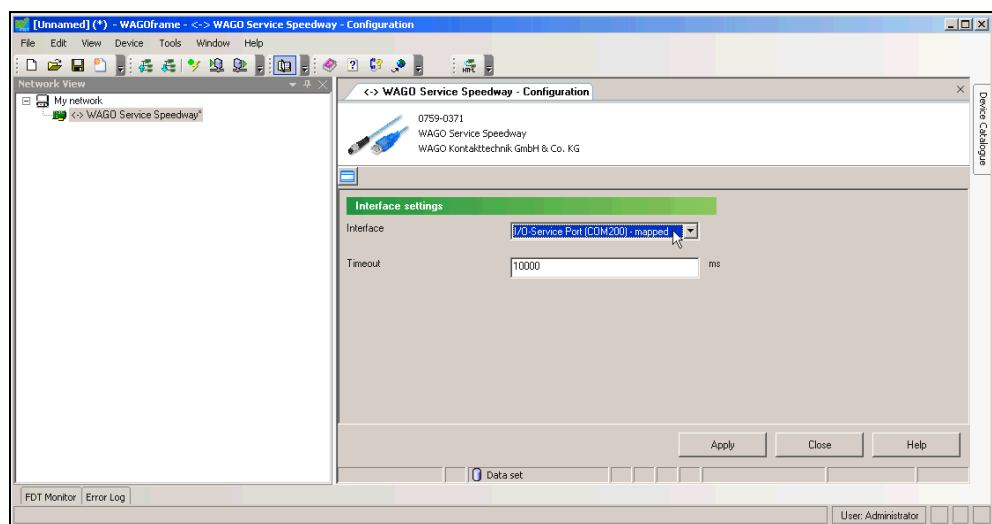 [Unnamed] (*) - WAGOframe - <-> WAGO Service Speedway - Configuration
File Edit View Device Tools Window Help
Network View
My network
<-> WAGO Service Speedway*
<-> WAGO Service Speedway - Configuration
0759-0371
WAGO Service Speedway
WAGO Kontakttechnik GmbH & Co. KG
Device Catalogue
Interface settings
Interface
I/O-Service Port (COM200) - mapped
Timeout
10000
ms
Apply Close Help
Data set
FDT Monitor Error Log
User: Administrator